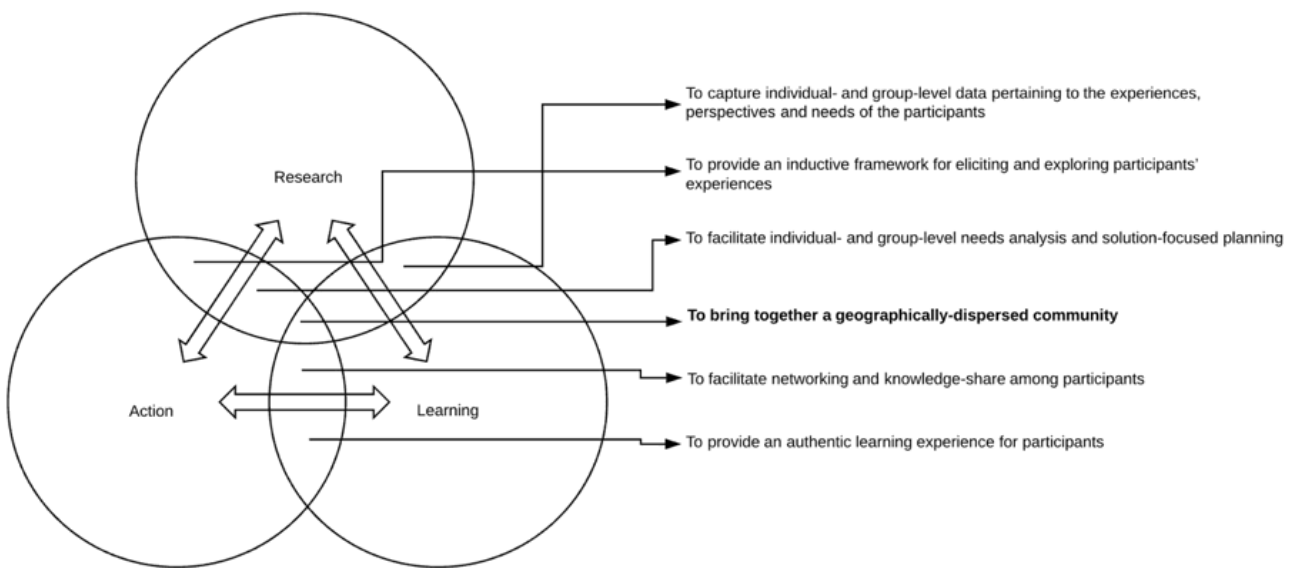 To capture individual- and group-level data pertaining to the experiences,
perspectives and needs of the participants
Research
To provide an inductive framework for eliciting and exploring participants'
experiences
To facilitate individual- and group-level needs analysis and solution-focused planning
To bring together a geographically-dispersed community
To facilitate networking and knowledge-share among participants
Action
Learning
To provide an authentic learning experience for participants